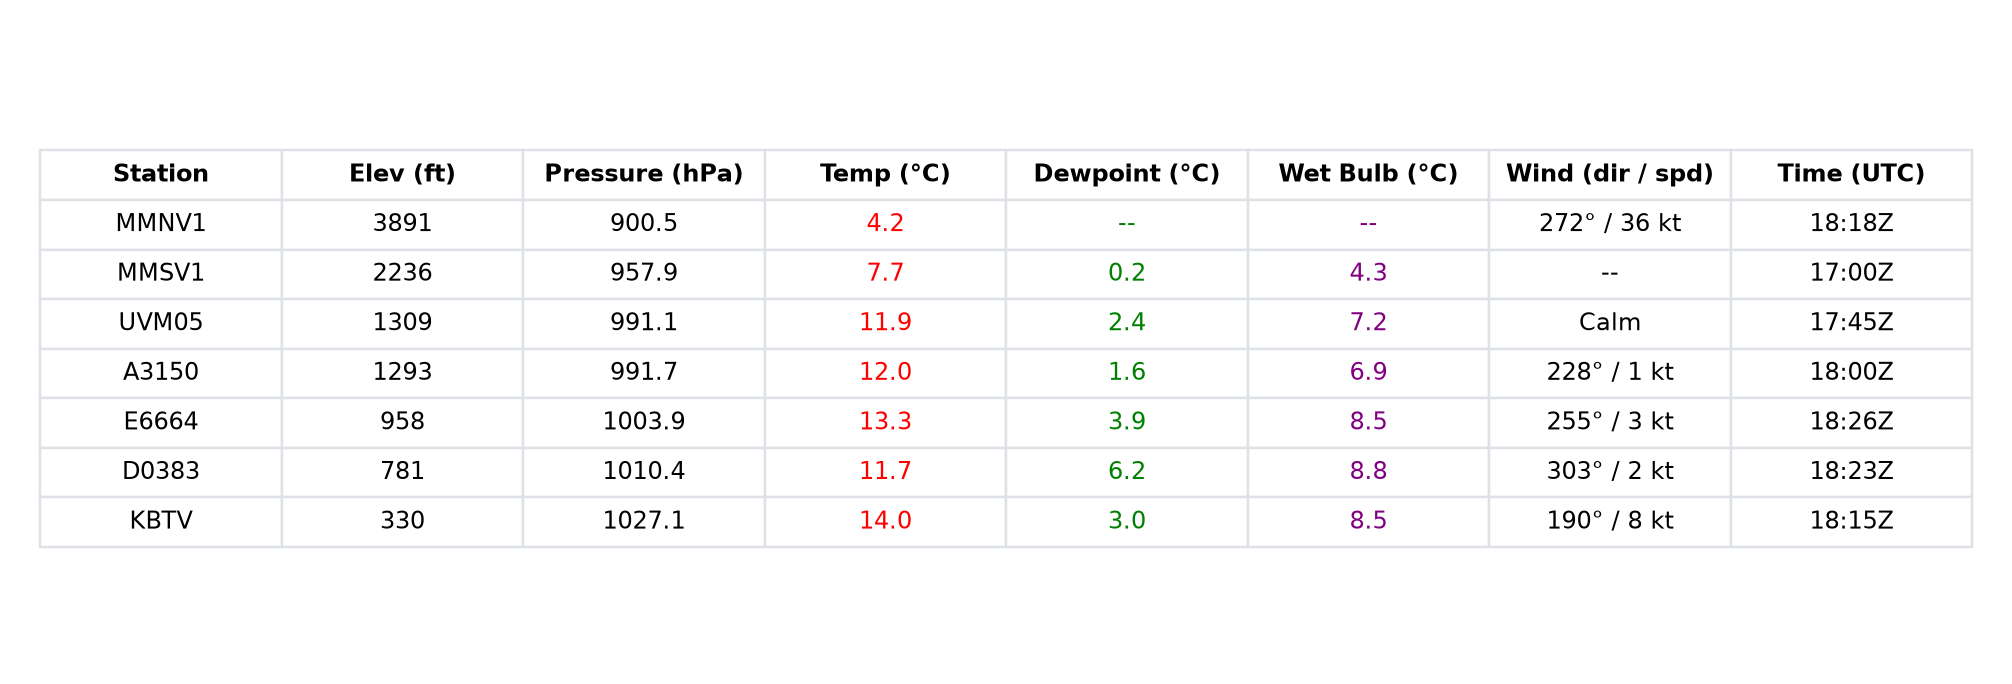 Station Elev (ft) Pressure (hPa) Temp (°C) Dewpoint (°C) Wet Bulb (°C) Wind (dir / spd) Time (UTC)
MMNV1 3891 900.5 4.2 -- -- 272° / 36 kt 18:18Z
MMSV1 2236 957.9 7.7 0.2 4.3 -- 17:00Z
UVM05 1309 991.1 11.9 2.4 7.2 Calm 17:45Z
A3150 1293 991.7 12.0 1.6 6.9 228° / 1 kt 18:00Z
E6664 958 1003.9 13.3 3.9 8.5 255° / 3 kt 18:26Z
D0383 781 1010.4 11.7 6.2 8.8 303° / 2 kt 18:23Z
KBTV 330 1027.1 14.0 3.0 8.5 190° / 8 kt 18:15Z